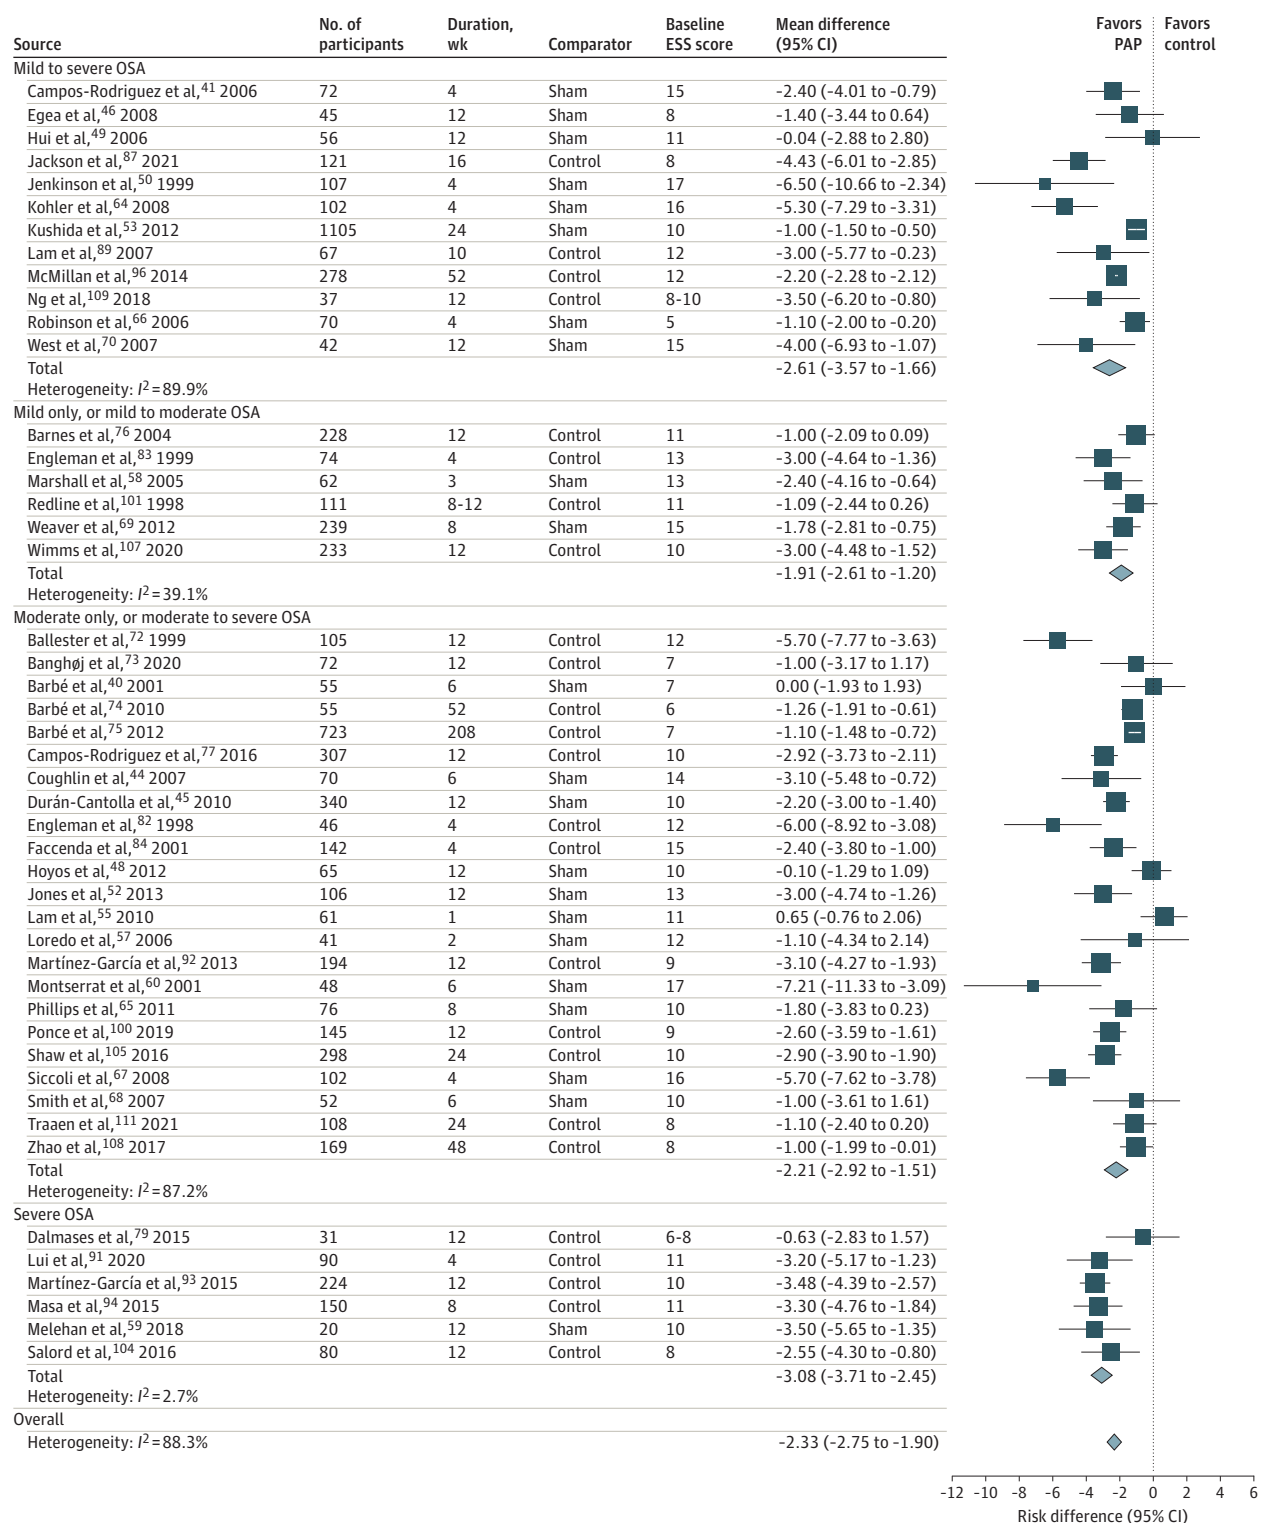 Source No. of participants Duration, wk Comparator Baseline ESS score Mean difference (95% CI) Favors PAP Favors control
Mild to severe OSA
Campos-Rodriguez et al,41 2006 72 4 Sham 15 -2.40 (-4.01 to -0.79)
Egea et al,46 2008 45 12 Sham 8 -1.40 (-3.44 to 0.64)
Hui et al,49 2006 56 12 Sham 11 -0.04 (-2.88 to 2.80)
Jackson et al,87 2021 121 16 Control 8 -4.43 (-6.01 to -2.85)
Jenkinson et al,50 1999 107 4 Sham 17 -6.50 (-10.66 to -2.34)
Kohler et al,64 2008 102 4 Sham 16 -5.30 (-7.29 to -3.31)
Kushida et al,53 2012 1105 24 Sham 10 -1.00 (-1.50 to -0.50)
Lam et al,89 2007 67 10 Control 12 -3.00 (-5.77 to -0.23)
McMillan et al,96 2014 278 52 Control 12 -2.20 (-2.28 to -2.12)
Ng et al,109 2018 37 12 Control 8-10 -3.50 (-6.20 to -0.80)
Robinson et al,66 2006 70 4 Sham 5 -1.10 (-2.00 to -0.20)
West et al,70 2007 42 12 Sham 15 -4.00 (-6.93 to -1.07)
Total -2.61 (-3.57 to -1.66)
Heterogeneity: I2=89.9%
Mild only, or mild to moderate OSA
Barnes et al,76 2004 228 12 Control 11 -1.00 (-2.09 to 0.09)
Engleman et al,83 1999 74 4 Control 13 -3.00 (-4.64 to -1.36)
Marshall et al,58 2005 62 3 Sham 13 -2.40 (-4.16 to -0.64)
Redline et al,101 1998 111 8-12 Control 11 -1.09 (-2.44 to 0.26)
Weaver et al,69 2012 239 8 Sham 15 -1.78 (-2.81 to -0.75)
Wimms et al,107 2020 233 12 Control 10 -3.00 (-4.48 to -1.52)
Total -1.91 (-2.61 to -1.20)
Heterogeneity: I2=39.1%
Moderate only, or moderate to severe OSA
Ballester et al,72 1999 105 12 Control 12 -5.70 (-7.77 to -3.63)
Banghøj et al,73 2020 72 12 Control 7 -1.00 (-3.17 to 1.17)
Barbé et al,40 2001 55 6 Sham 7 0.00 (-1.93 to 1.93)
Barbé et al,74 2010 55 52 Control 6 -1.26 (-1.91 to -0.61)
Barbé et al,75 2012 723 208 Control 7 -1.10 (-1.48 to -0.72)
Campos-Rodriguez et al,77 2016 307 12 Control 10 -2.92 (-3.73 to -2.11)
Coughlin et al,44 2007 70 6 Sham 14 -3.10 (-5.48 to -0.72)
Durán-Cantolla et al,45 2010 340 12 Sham 10 -2.20 (-3.00 to -1.40)
Engleman et al,82 1998 46 4 Control 12 -6.00 (-8.92 to -3.08)
Faccenda et al,84 2001 142 4 Control 15 -2.40 (-3.80 to -1.00)
Hoyos et al,48 2012 65 12 Sham 10 -0.10 (-1.29 to 1.09)
Jones et al,52 2013 106 12 Sham 13 -3.00 (-4.74 to -1.26)
Lam et al,55 2010 61 1 Sham 11 0.65 (-0.76 to 2.06)
Loredo et al,57 2006 41 2 Sham 12 -1.10 (-4.34 to 2.14)
Martínez-García et al,92 2013 194 12 Control 9 -3.10 (-4.27 to -1.93)
Montserrat et al,60 2001 48 6 Sham 17 -7.21 (-11.33 to -3.09)
Phillips et al,65 2011 76 8 Sham 10 -1.80 (-3.83 to 0.23)
Ponce et al,100 2019 145 12 Control 9 -2.60 (-3.59 to -1.61)
Shaw et al,105 2016 298 24 Control 10 -2.90 (-3.90 to -1.90)
Siccoli et al,67 2008 102 4 Sham 16 -5.70 (-7.62 to -3.78)
Smith et al,68 2007 52 6 Sham 10 -1.00 (-3.61 to 1.61)
Traaen et al,111 2021 108 24 Control 8 -1.10 (-2.40 to 0.20)
Zhao et al,108 2017 169 48 Control 8 -1.00 (-1.99 to -0.01)
Total -2.21 (-2.92 to -1.51)
Heterogeneity: I2=87.2%
Severe OSA
Dalmases et al,79 2015 31 12 Control 6-8 -0.63 (-2.83 to 1.57)
Lui et al,91 2020 90 4 Control 11 -3.20 (-5.17 to -1.23)
Martínez-García et al,93 2015 224 12 Control 10 -3.48 (-4.39 to -2.57)
Masa et al,94 2015 150 8 Control 11 -3.30 (-4.76 to -1.84)
Melehan et al,59 2018 20 12 Sham 10 -3.50 (-5.65 to -1.35)
Salord et al,104 2016 80 12 Control 8 -2.55 (-4.30 to -0.80)
Total -3.08 (-3.71 to -2.45)
Heterogeneity: I2=2.7%
Overall
Heterogeneity: I2=88.3% -2.33 (-2.75 to -1.90)
-12 -10 -8 -6 -4 -2 0 2 4 6
Risk difference (95% CI)